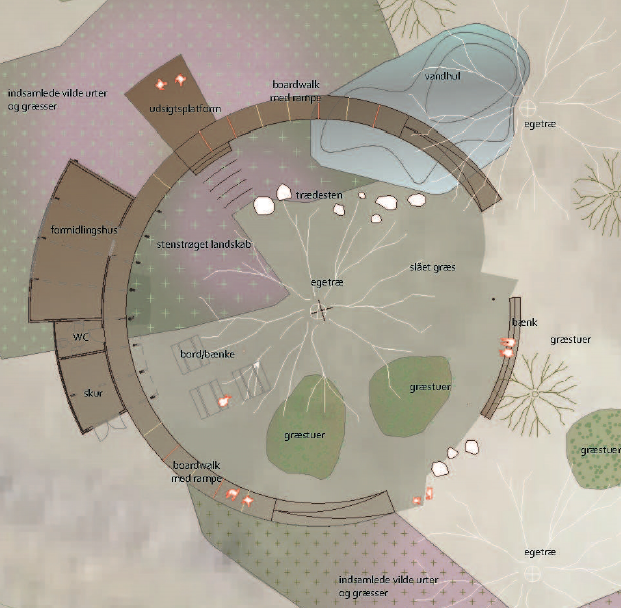 boardwalk
med rampe
vandhul
indsamlede vilde urter
og græsser
udsigtsplatform
egetræ
trædesten
formidlingshus
stenstrøget landskab
slået græs
egetræ
bænk
græstuer
WC
bord/bænke
græstuer
skur
græstuer
græstuer
boardwalk
med rampe
egetræ
indsamlede vilde urter
og græsser